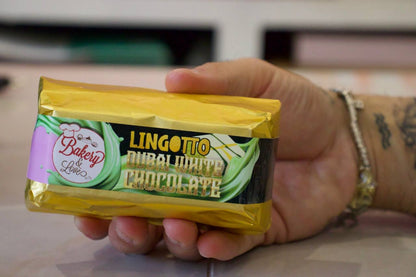 Bakery
& Love
LINGOTTO
DUBAI WHITE
CHOCOLATE